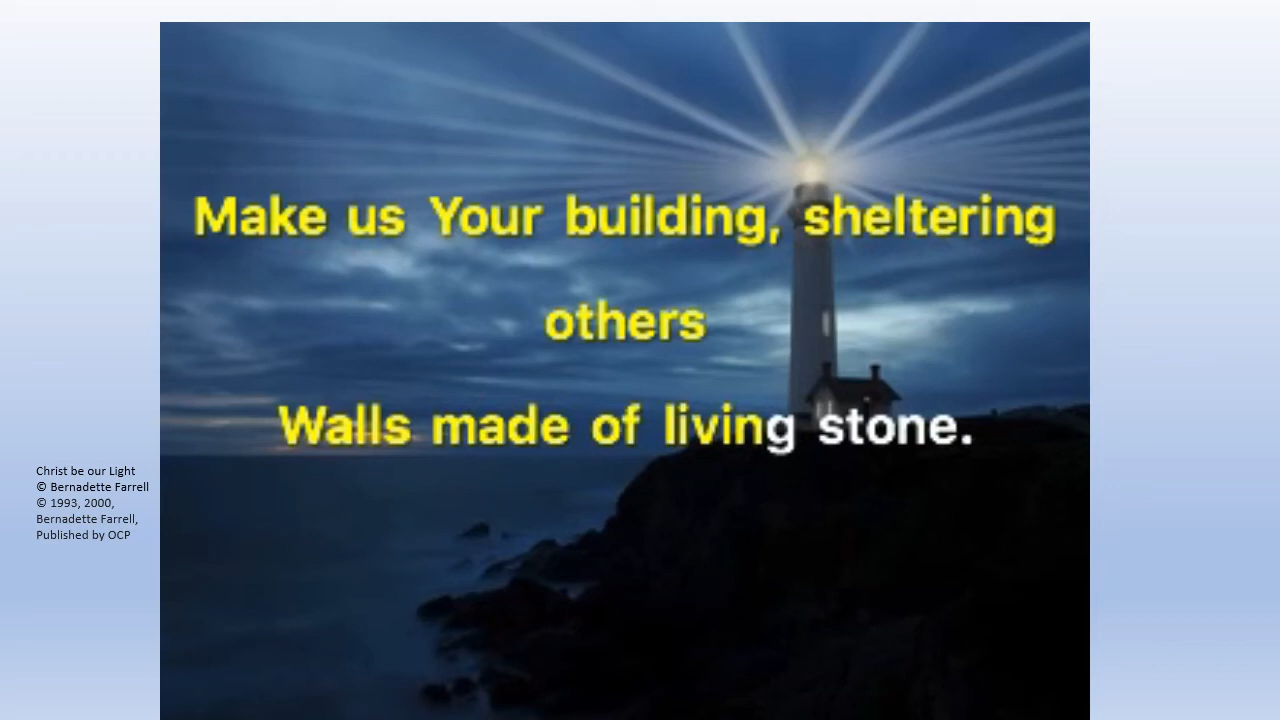 Make us Your building, sheltering
others
Walls made of living stone.
Christ be our Light
© Bernadette Farrell
© 1993, 2000,
Bernadette Farrell,
Published by OCP